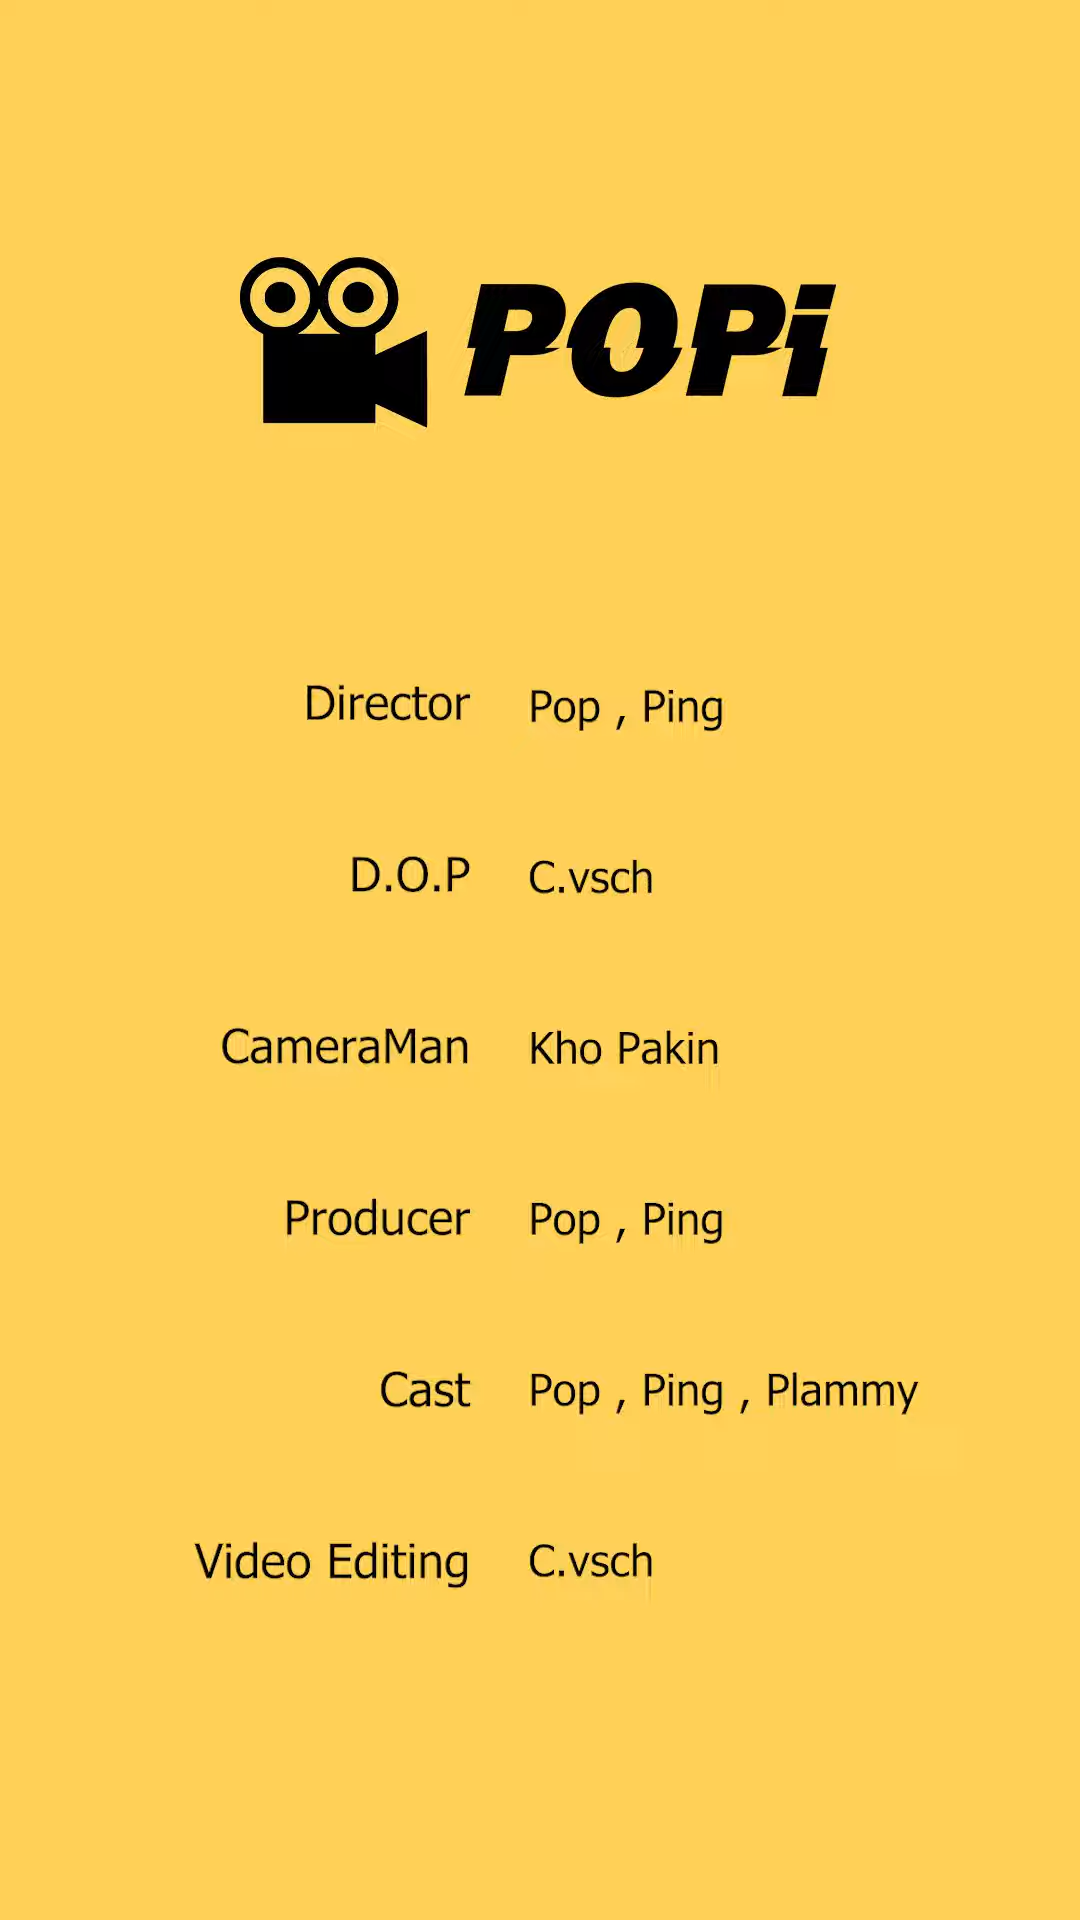 POPi
Director Pop , Ping
D.O.P C.vsch
CameraMan Kho Pakin
Producer Pop , Ping
Cast Pop , Ping , Plammy
Video Editing C.vsch